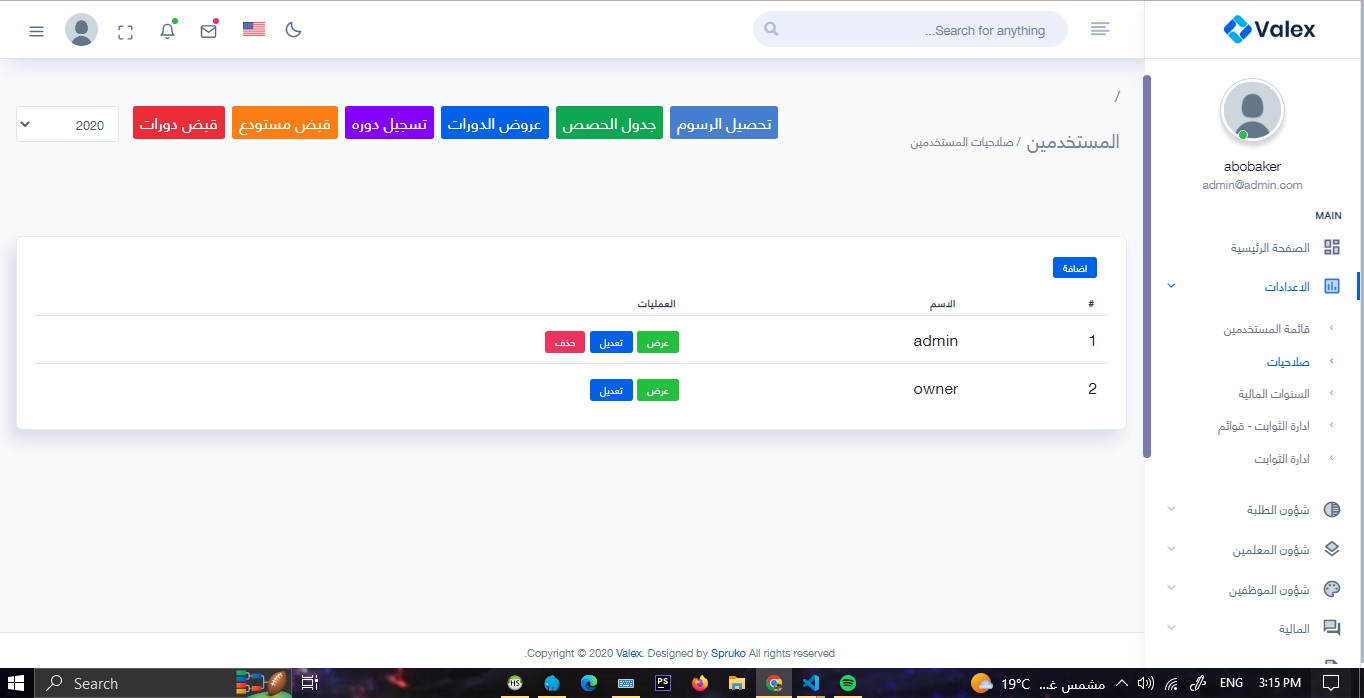 Valex
Search for anything...
abobaker
admin@admin.com
MAIN
الصفحة الرئيسية
الاعدادات
قائمة المستخدمين
صلاحيات
السنوات المالية
ادارة الثوابت - قوائم
ادارة الثوابت
شؤون الطلبة
شؤون المعلمين
شؤون الموظفين
المالية
/
المستخدمين / صلاحيات المستخدمين
تحصيل الرسوم
جدول الحصص
عروض الدورات
تسجيل دوره
قبض مستودع
قبض دورات
2020
اضافة
# الاسم العمليات
1 admin عرض تعديل حذف
2 owner عرض تعديل
Copyright © 2020 Valex. Designed by Spruko All rights reserved.
Search
HS
PS
19°C مشمس غـ...
ENG
3:15 PM